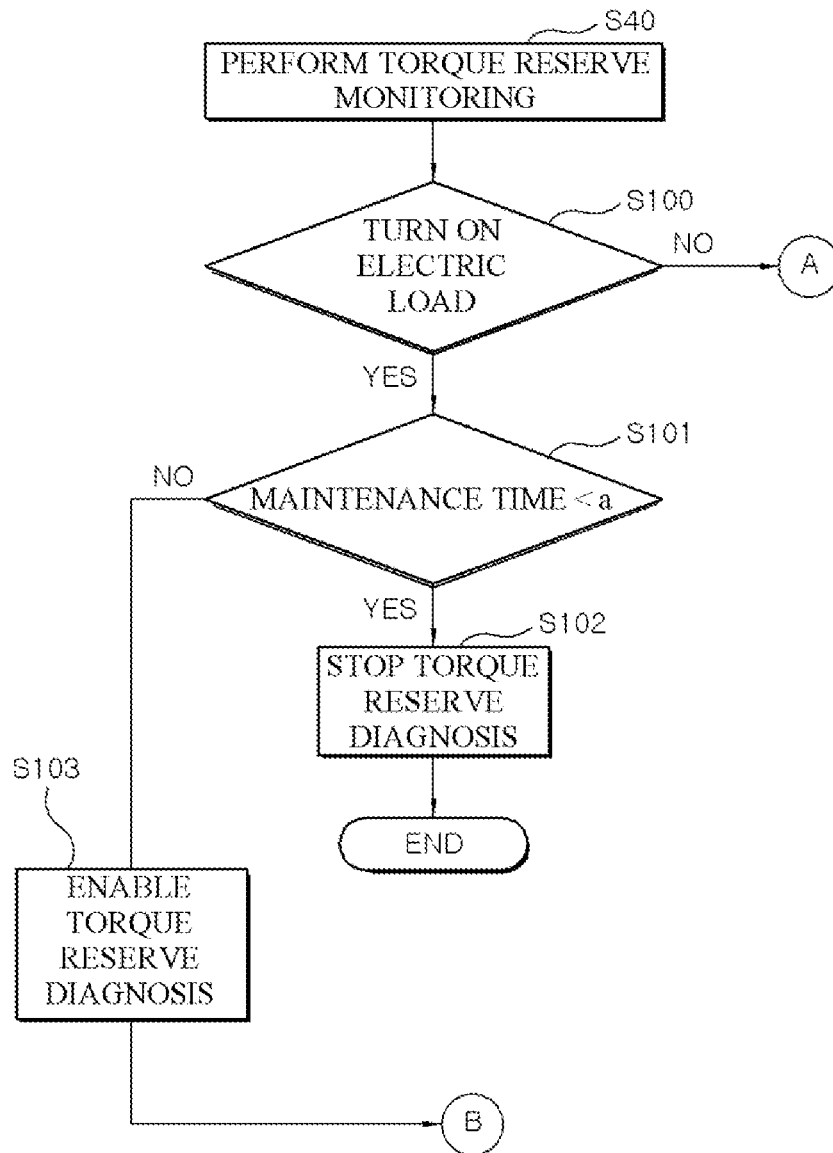 S40
PERFORM TORQUE RESERVE
MONITORING
S100
TURN ON
ELECTRIC
LOAD
NO
A
YES
S101
NO
MAINTENANCE TIME < a
YES
S102
STOP TORQUE
RESERVE
DIAGNOSIS
S103
END
ENABLE
TORQUE
RESERVE
DIAGNOSIS
B